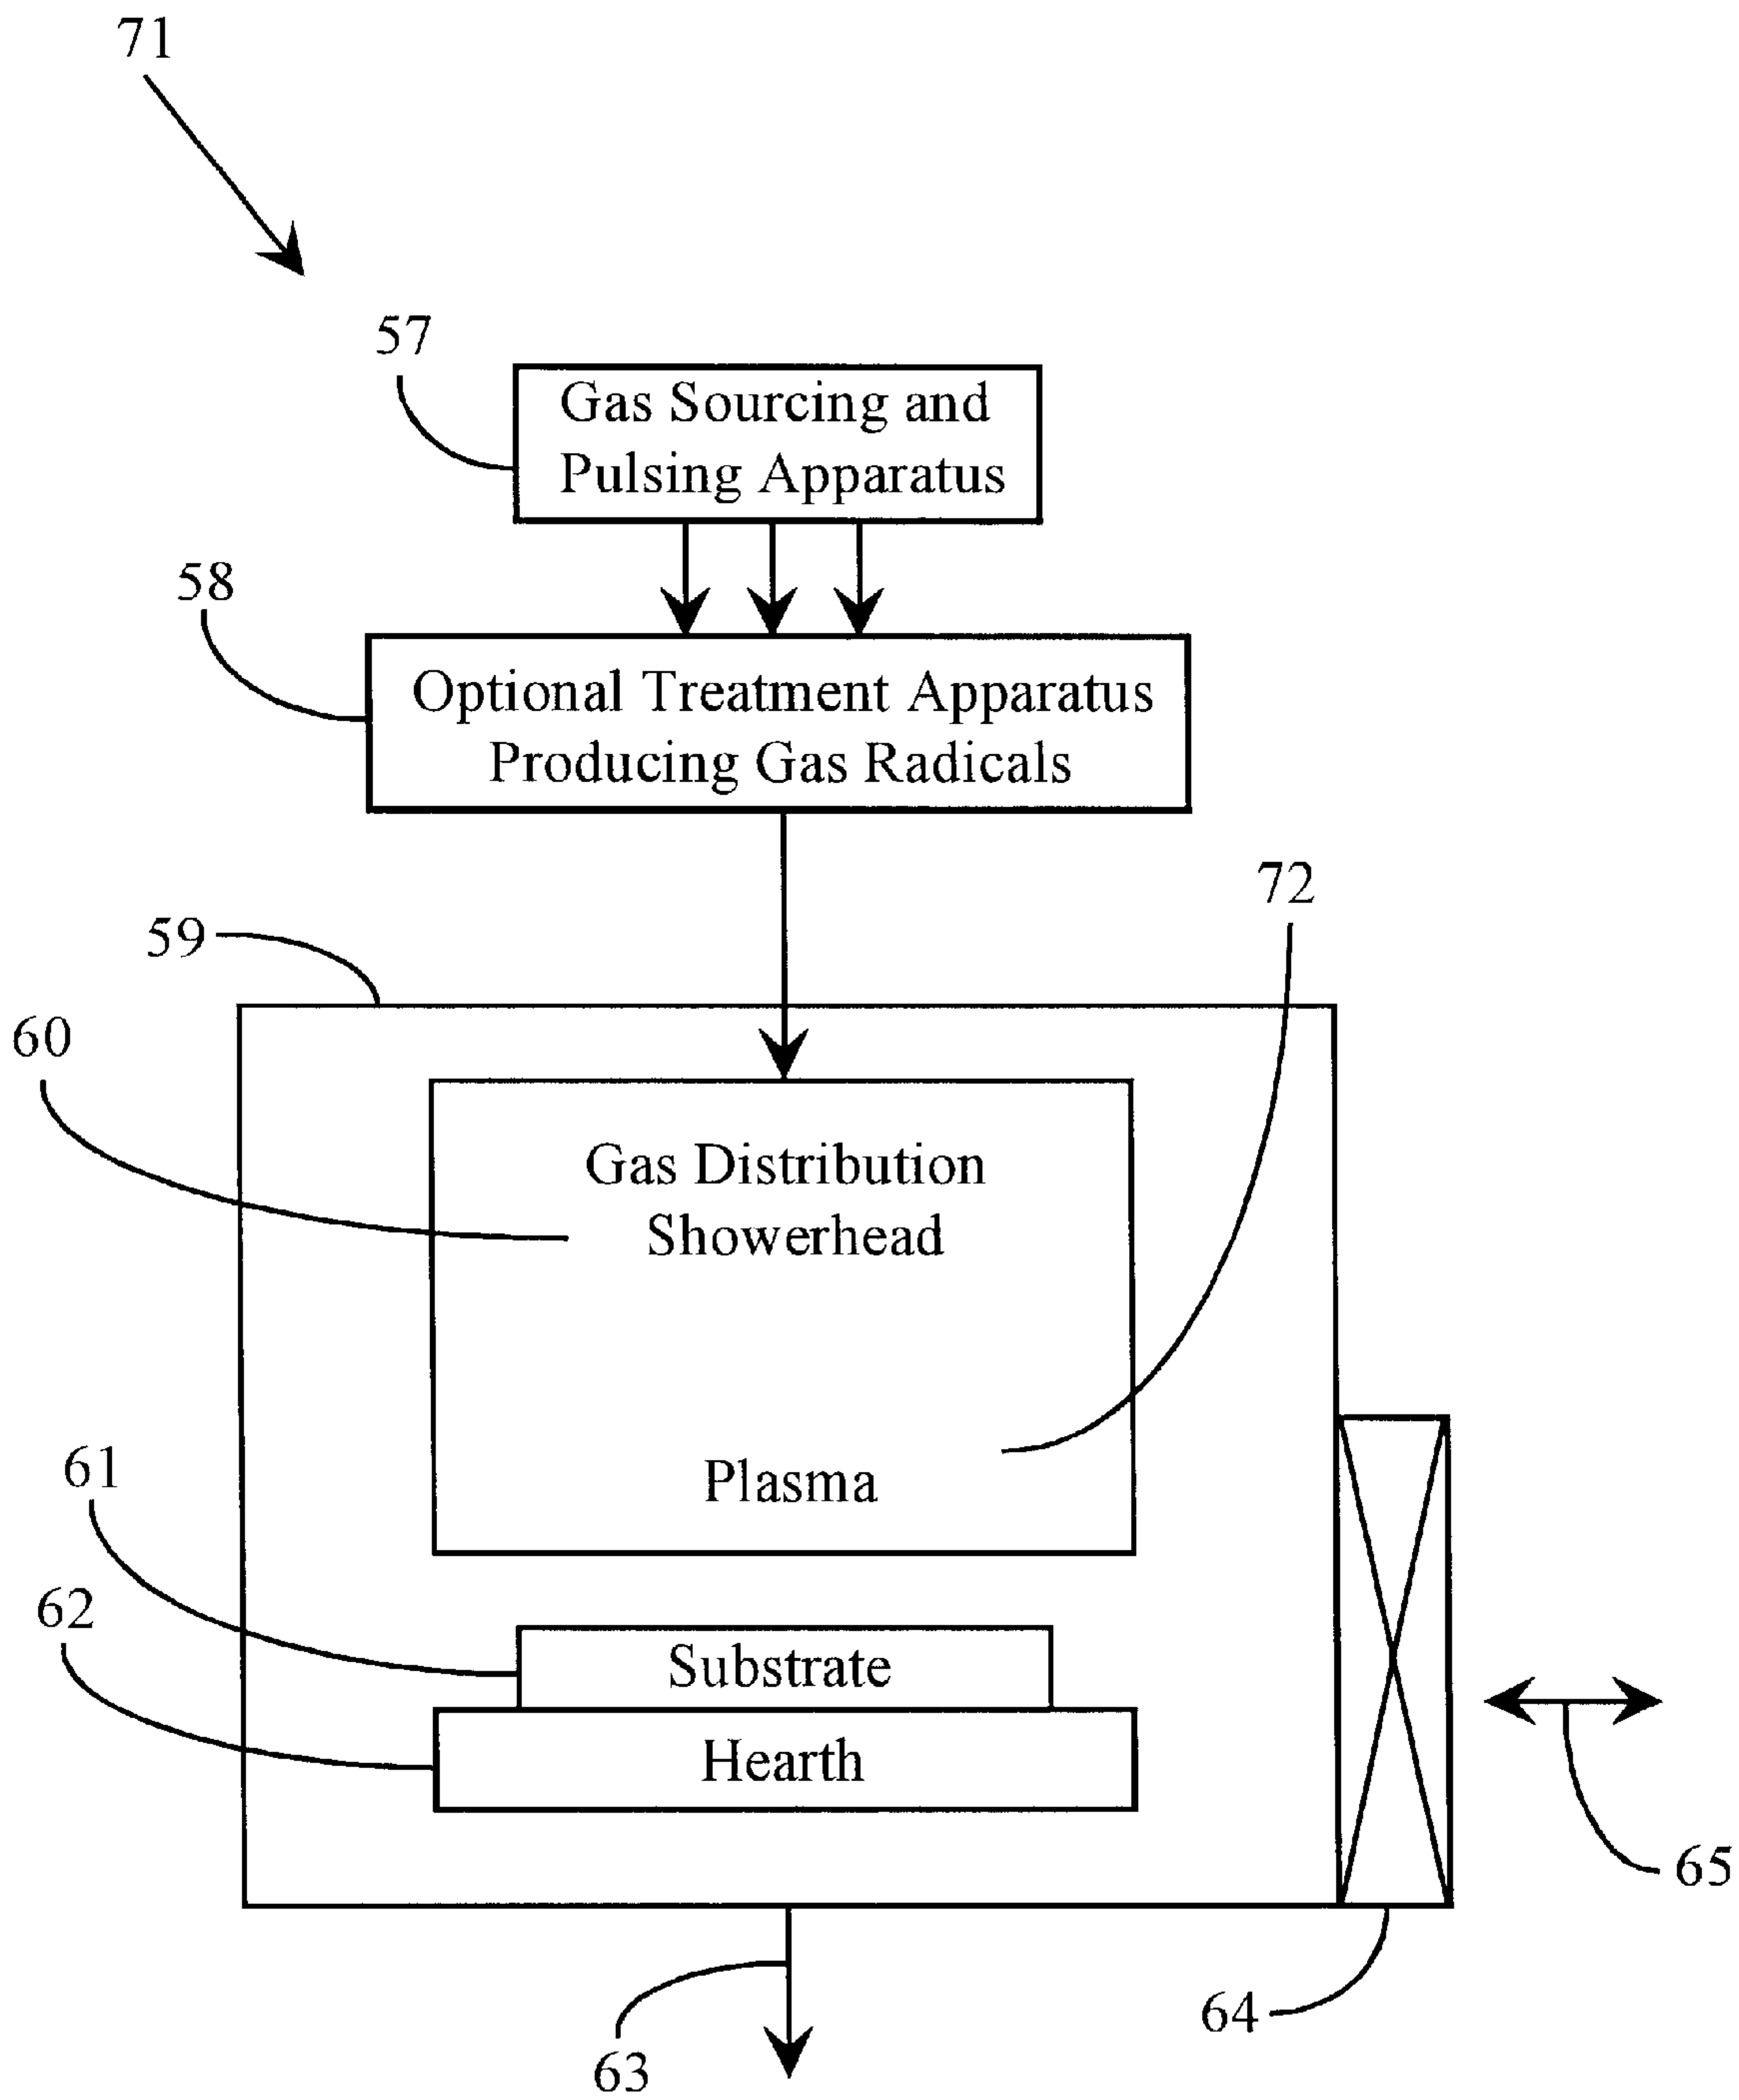 71
57
Gas Sourcing and
Pulsing Apparatus
58
Optional Treatment Apparatus
Producing Gas Radicals
72
59
60
Gas Distribution
Showerhead
61
Plasma
62
Substrate
Hearth
65
64
63